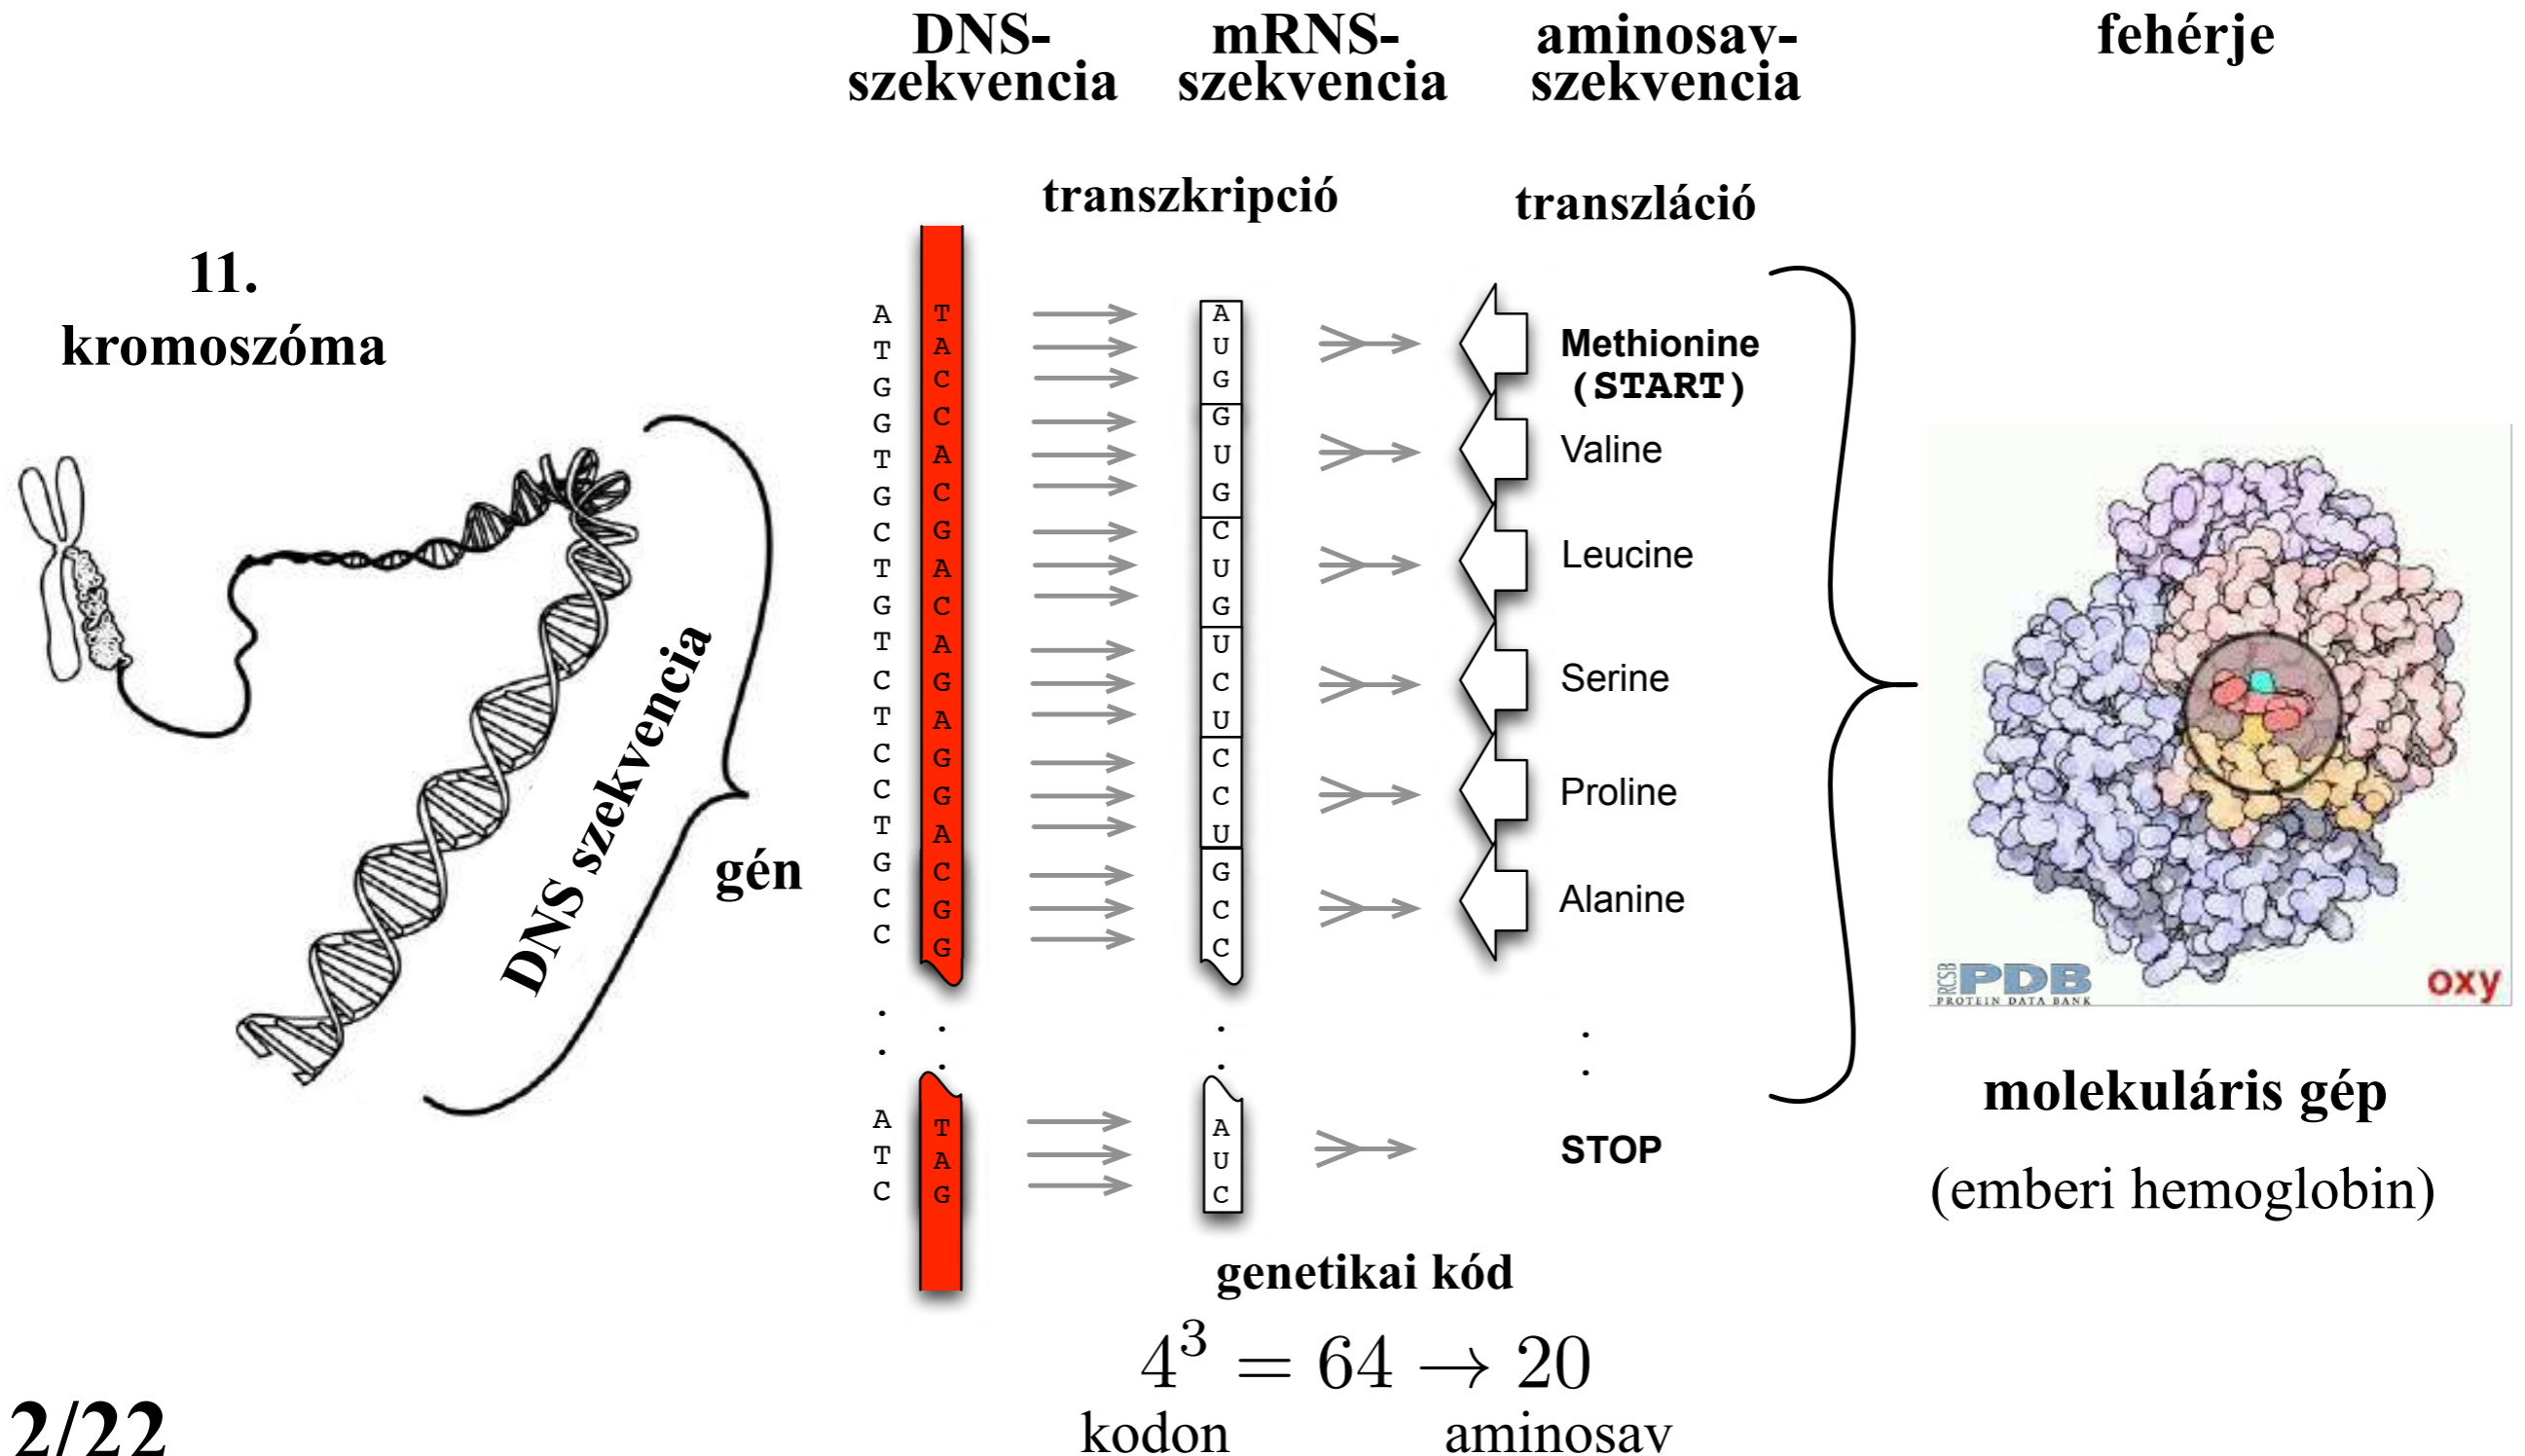 DNS-
szekvencia
mRNS-
szekvencia
aminosav-
szekvencia
fehérje
transzkripció
transzláció
11.
kromoszóma
DNS szekvencia
gén
A
T
G
G
T
G
C
T
G
T
C
T
C
C
T
G
C
C
.
.
A
T
C
T
A
C
C
A
C
G
A
C
A
G
A
G
G
A
C
G
G
.
.
T
A
G
A
U
G
G
U
G
C
U
G
U
C
U
C
C
U
G
C
C
.
.
A
U
C
Methionine
(START)
Valine
Leucine
Serine
Proline
Alanine
.
.
STOP
RCSB
PDB
PROTEIN DATA BANK
oxy
molekuláris gép
(emberi hemoglobin)
genetikai kód
4³ = 64 → 20
kodon
aminosav
2/22